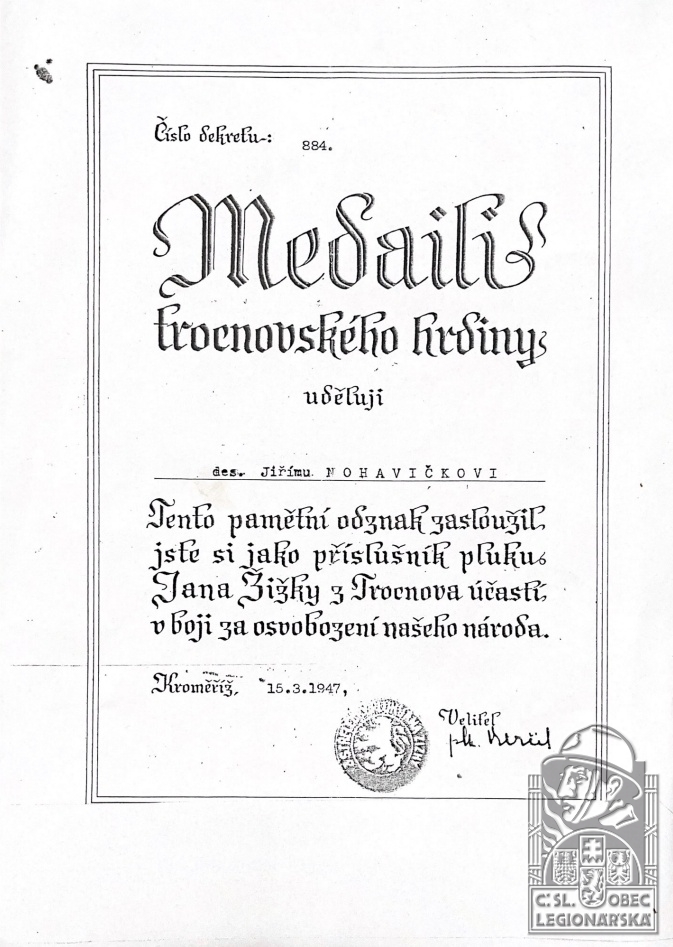 Číslo dekretu: 884.
Medaili
trocnovského hrdiny
uděluji
des. Jiřímu NOHAVIČKOVI
Tento pamětní odznak zasloužil
jste si jako příslušník pluku
Jana Žižky z Trocnova účastí
v boji za osvobození našeho národa.
Kroměříž, 15.3.1947,
Velitel
plk.
Č.SL. OBEC
LEGIONÁŘSKÁ